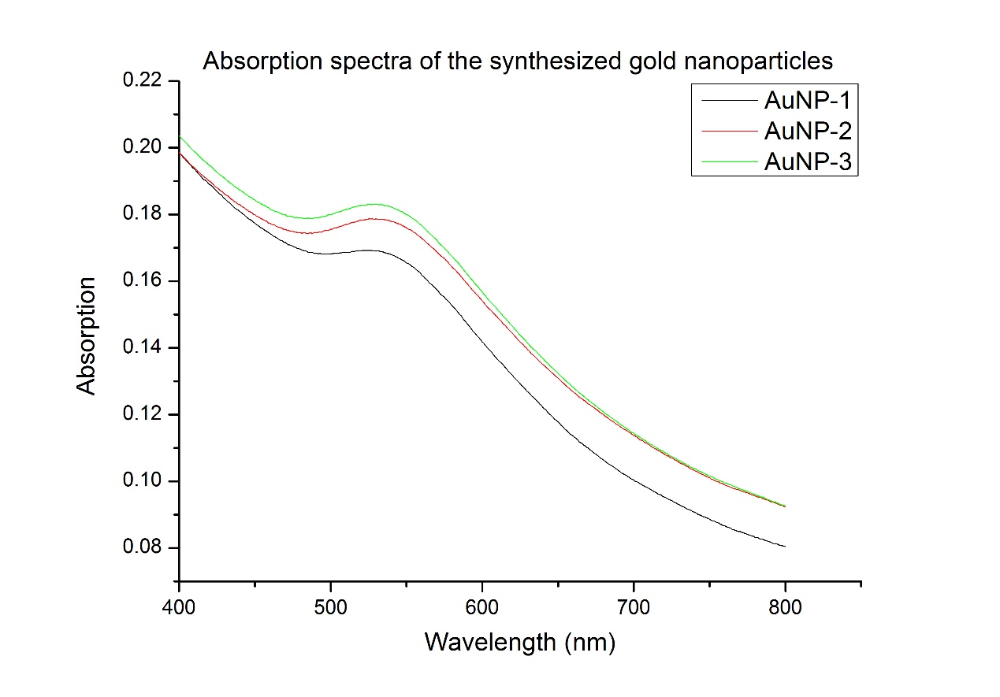 Absorption spectra of the synthesized gold nanoparticles
AuNP-1
AuNP-2
AuNP-3
Absorption
0.22
0.20
0.18
0.16
0.14
0.12
0.10
0.08
400 500 600 700 800
Wavelength (nm)